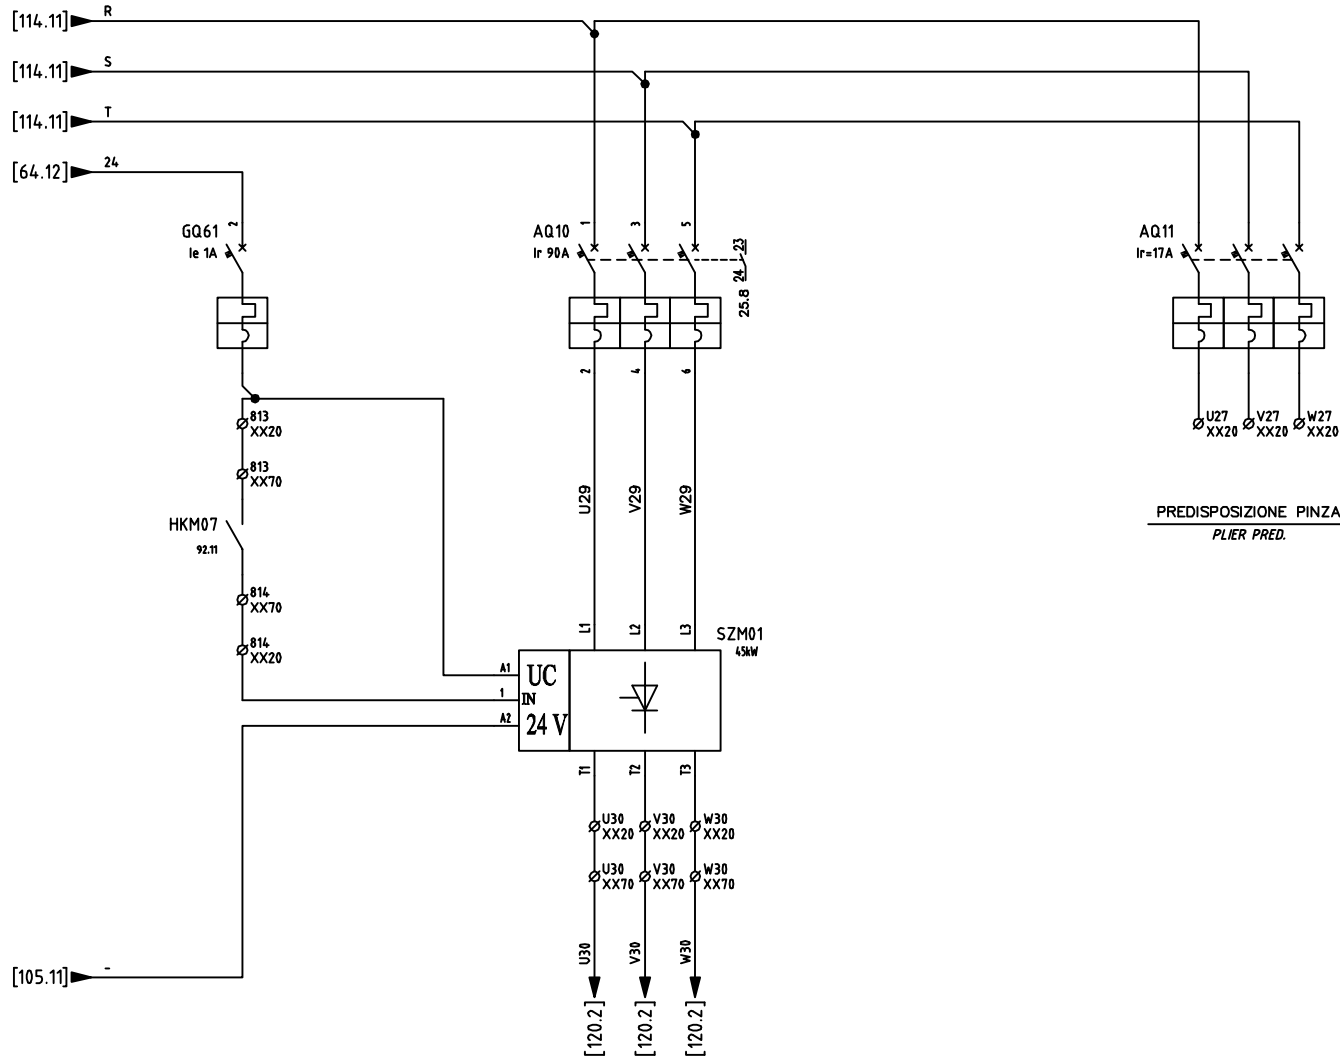 [114.11] R
[114.11] S
[114.11] T
[64.12] 24
GQ61
Ie 1A
2
AQ10
Ir 90A
1 3 5
23
24
25.8
AQ11
Ir=17A
2 4 6
813
XX20
813
XX70
U27
XX20
V27
XX20
W27
XX20
U29 V29 W29
PREDISPOSIZIONE PINZA
PLIER PRED.
HKM07
92.11
814
XX70
814
XX20
L1 L2 L3
SZM01
45kW
A1 UC
1 IN
A2 24 V
T1 T2 T3
U30
XX20
V30
XX20
W30
XX20
U30
XX70
V30
XX70
W30
XX70
U30 V30 W30
[105.11] -
[120.2] [120.2] [120.2]